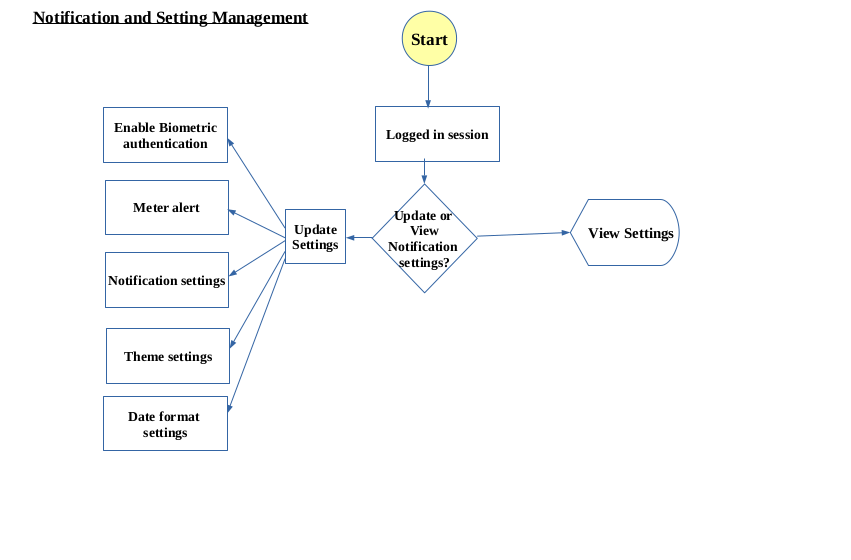 Notification and Setting Management
Start
Logged in session
Update or
View
Notification
settings?
View Settings
Update
Settings
Enable Biometric
authentication
Meter alert
Notification settings
Theme settings
Date format
settings